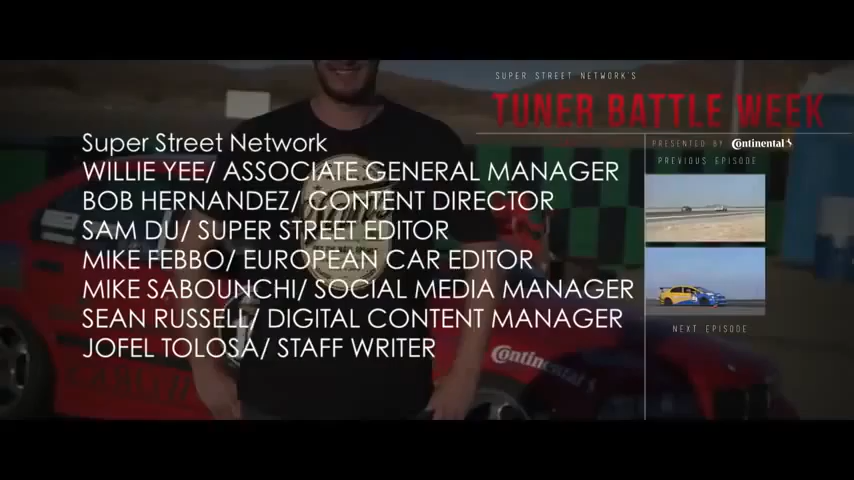 SUPER STREET NETWORK'S
TUNER BATTLE WEEK
PRESENTED BY Continental
PREVIOUS EPISODE
NEXT EPISODE
Super Street Network
WILLIE YEE/ ASSOCIATE GENERAL MANAGER
BOB HERNANDEZ/ CONTENT DIRECTOR
SAM DU/ SUPER STREET EDITOR
MIKE FEBBO/ EUROPEAN CAR EDITOR
MIKE SABOUNCHI/ SOCIAL MEDIA MANAGER
SEAN RUSSELL/ DIGITAL CONTENT MANAGER
JOFEL TOLOSA/ STAFF WRITER
Continental